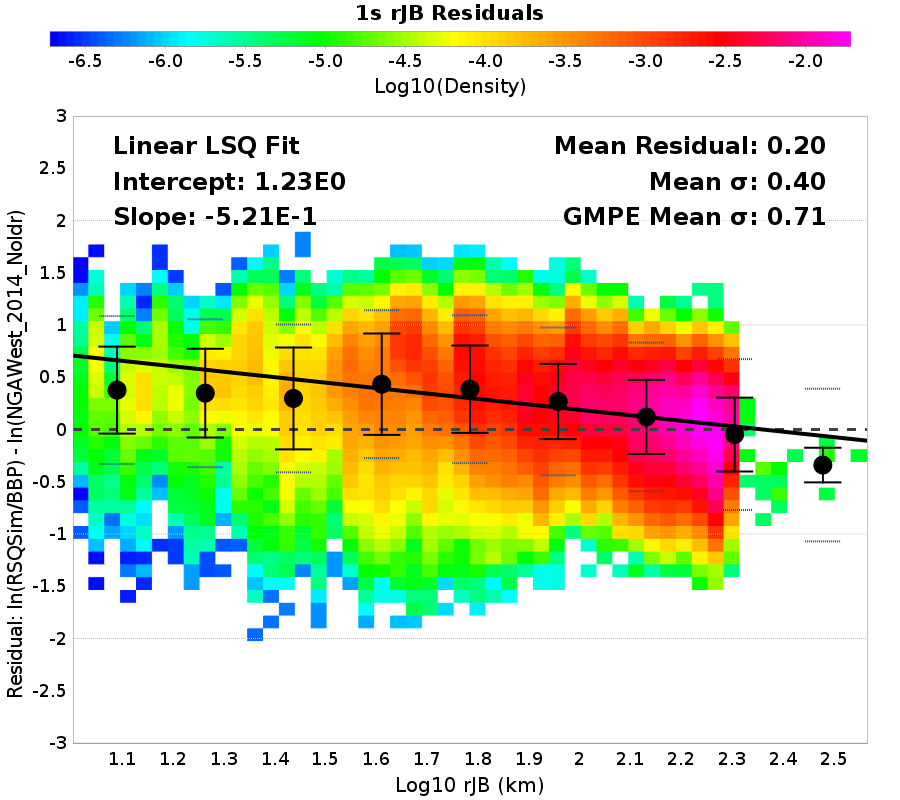 1s rJB Residuals
-6.5 -6.0 -5.5 -5.0 -4.5 -4.0 -3.5 -3.0 -2.5 -2.0
Log10(Density)
Linear LSQ Fit
Intercept: 1.23E0
Slope: -5.21E-1
Mean Residual: 0.20
Mean σ: 0.40
GMPE Mean σ: 0.71
Residual: ln(RSQSim/BBP) - ln(NGAWest_2014_NoIdr)
3
2.5
2
1.5
1
0.5
0
-0.5
-1
-1.5
-2
-2.5
-3
1.1 1.2 1.3 1.4 1.5 1.6 1.7 1.8 1.9 2 2.1 2.2 2.3 2.4 2.5
Log10 rJB (km)